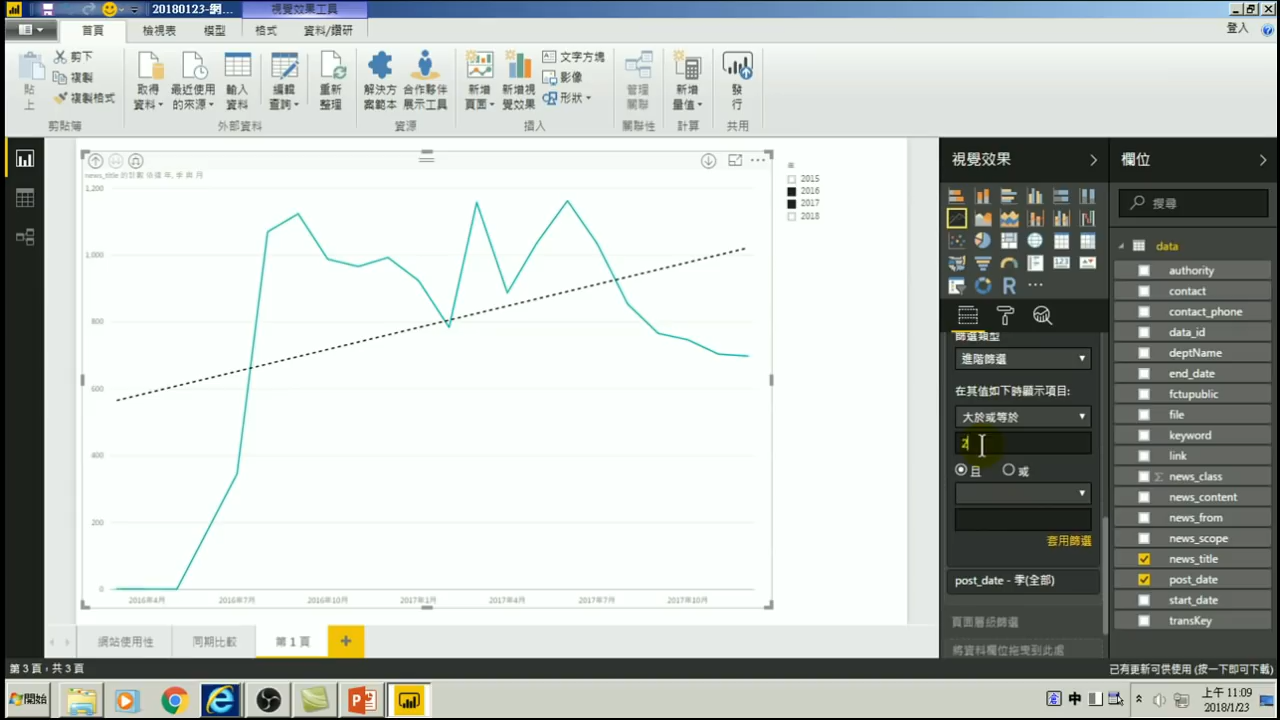 20180123-網...
視覺效果工具
首頁
檢視表
模型
格式
資料/鑽研
登入
貼上
剪下
複製
複製格式
剪貼簿
取得資料
最近使用的來源
輸入資料
編輯查詢
重新整理
外部資料
解決方案範本
合作夥伴展示工具
資源
新增頁面
新增視覺效果
文字方塊
影像
形狀
插入
管理關聯
關聯性
新增量值
計算
發行
共用
news_title 的計數 依據 年, 季 與 月
1,200
1,000
800
600
400
200
0
2016年4月
2016年7月
2016年10月
2017年1月
2017年4月
2017年7月
2017年10月
年
2015
2016
2017
2018
視覺效果
R
篩選類型
進階篩選
在其值如下時顯示項目:
大於或等於
2
且
或
套用篩選
post_date - 季(全部)
頁面層級篩選
將資料欄位拖曳到此處
欄位
搜尋
data
authority
contact
contact_phone
data_id
deptName
end_date
fctupublic
file
keyword
link
Σ news_class
news_content
news_from
news_scope
news_title
post_date
start_date
transKey
網站使用性
同期比較
第 1 頁
第 3 頁，共 3 頁
已有更新可供使用 (按一下即可下載)
開始
中
上午 11:09
2018/1/23